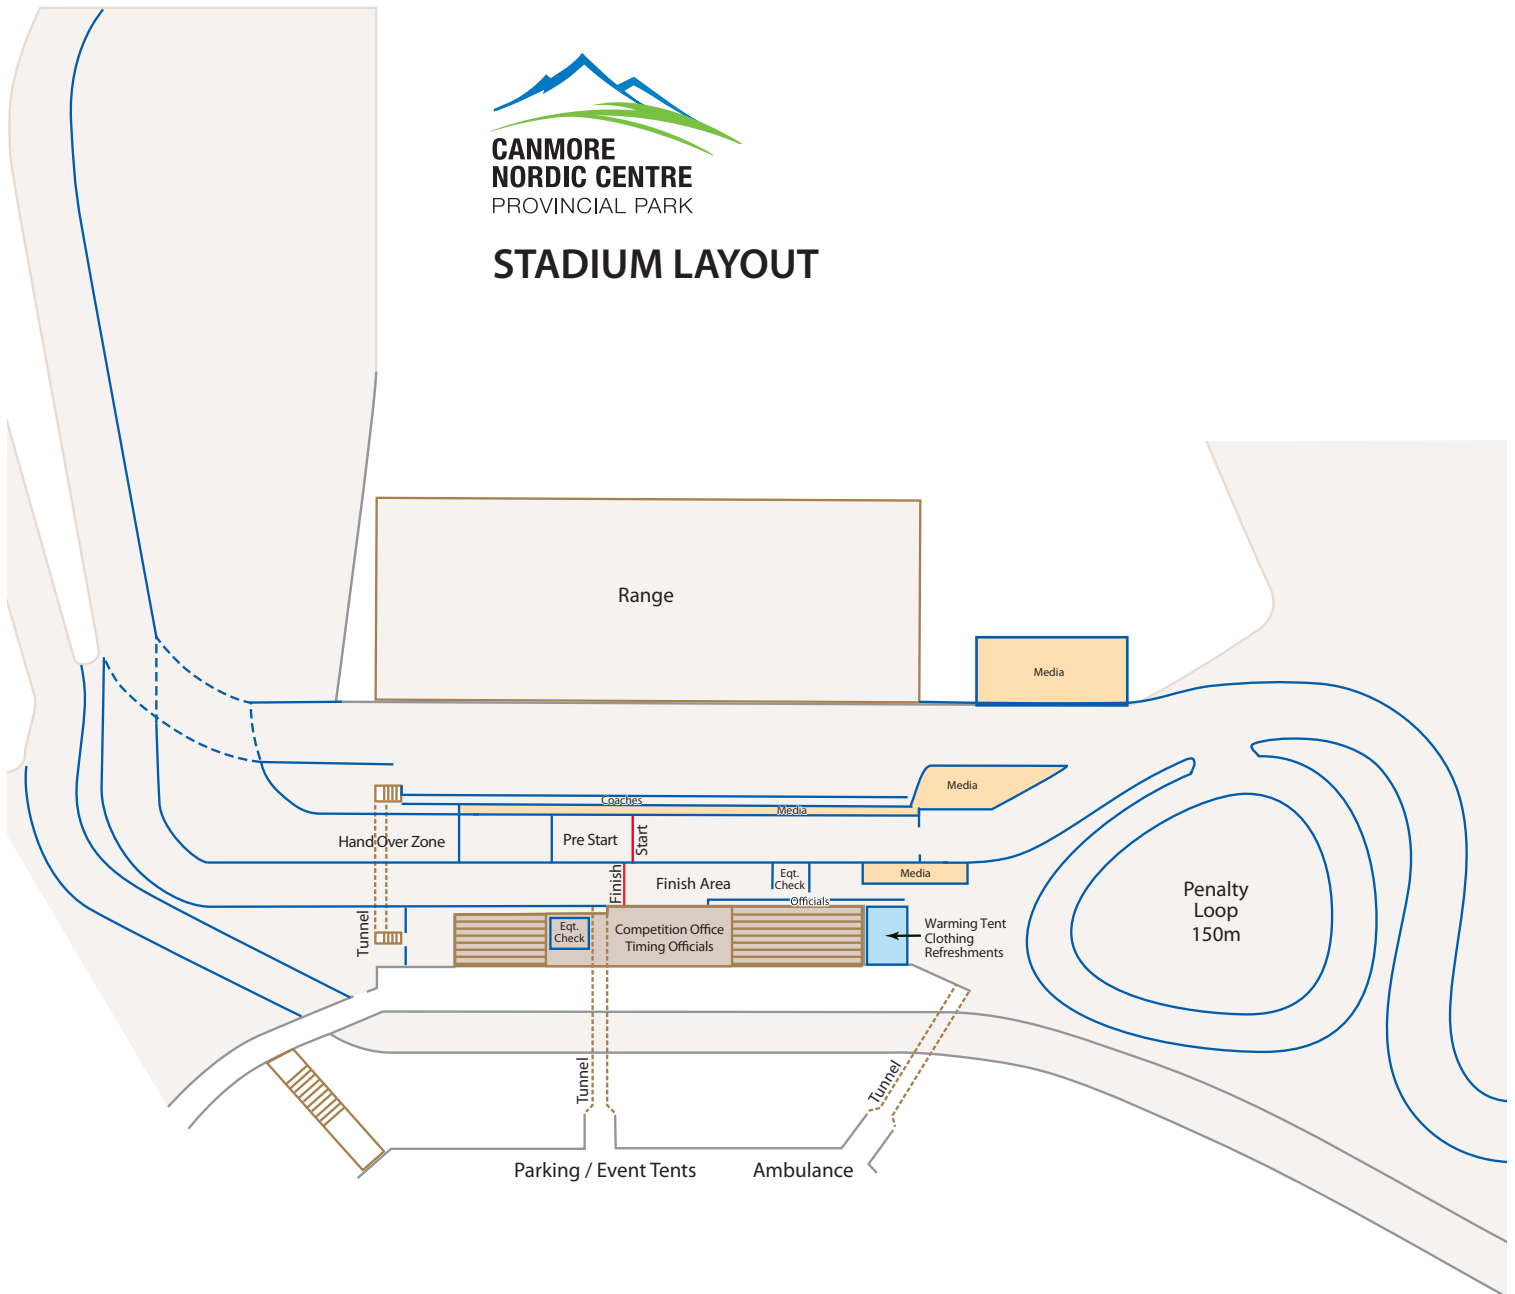 CANMORE
NORDIC CENTRE
PROVINCIAL PARK
STADIUM LAYOUT
Range
Media
Media
Coaches
Media
Hand Over Zone
Pre Start
Start
Finish
Finish Area
Eqt.
Check
Media
Officials
Penalty
Loop
150m
Tunnel
Eqt.
Check
Competition Office
Timing Officials
Warming Tent
Clothing
Refreshments
Tunnel
Tunnel
Parking / Event Tents
Ambulance